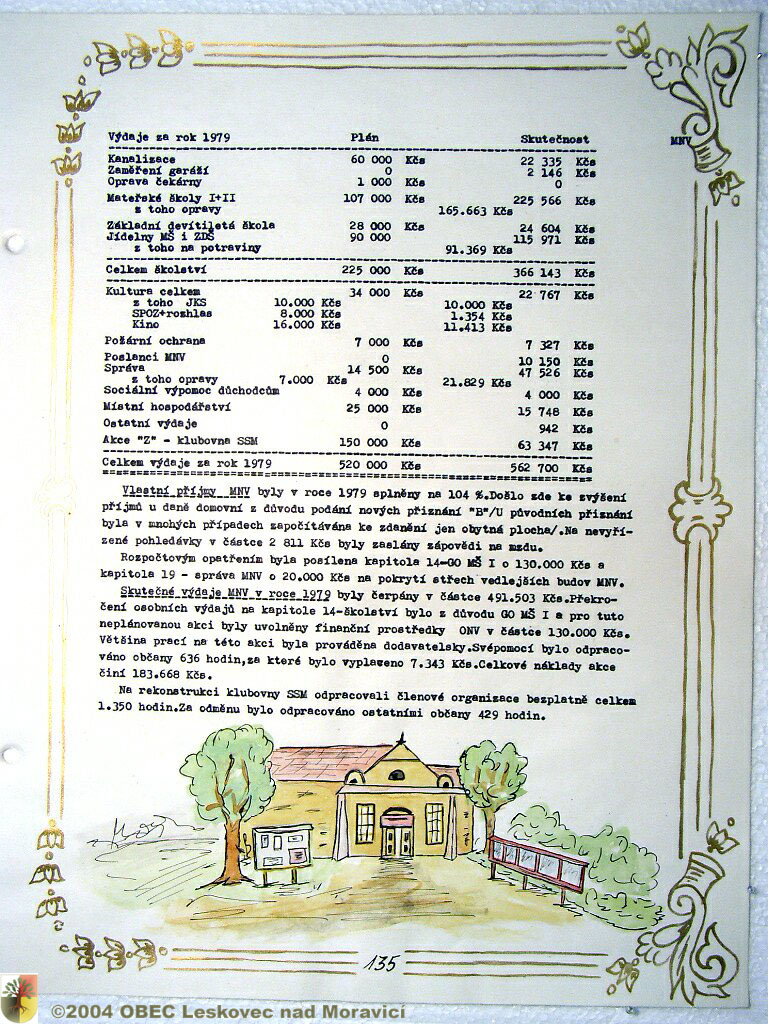 Výdaje za rok 1979 Plán Skutečnost MNV
Kanalizace 60 000 Kčs 22 335 Kčs
Zaměření garáží 0 2 146 Kčs
Oprava čekárny 1 000 Kčs 0
Mateřské školy I+II 107 000 Kčs 225 566 Kčs
z toho opravy 165.663 Kčs
Základní devítiletá škola 28 000 Kčs 24 604 Kčs
Jídelny MŠ i ZDŠ 90 000 115 971 Kčs
z toho na potraviny 91.369 Kčs
Celkem školství 225 000 Kčs 366 143 Kčs
Kultura celkem 34 000 Kčs 22 767 Kčs
z toho JKS 10.000 Kčs 10.000 Kčs
SPOZ+rozhlas 8.000 Kčs 1.354 Kčs
Kino 16.000 Kčs 11.413 Kčs
Požární ochrana 7 000 Kčs 7 327 Kčs
Poslanci MNV 0 10 150 Kčs
Správa 14 500 Kčs 47 526 Kčs
z toho opravy 7.000 Kčs 21.829 Kčs
Sociální výpomoc důchodcům 4 000 Kčs 4 000 Kčs
Místní hospodářství 25 000 Kčs 15 748 Kčs
Ostatní výdaje 0 942 Kčs
Akce "Z" - klubovna SSM 150 000 Kčs 63 347 Kčs
Celkem výdaje za rok 1979 520 000 Kčs 562 700 Kčs
Vlastní příjmy MNV byly v roce 1979 splněny na 104 %.Došlo zde ke zvýšení
příjmů u daně domovní z důvodu podání nových přiznání "B"/U původních přiznání
byla v mnohých případech započítávána ke zdanění jen obytná plocha/.Na nevyří-
zené pohledávky v částce 2 811 Kčs byly zaslány zápovědi na mzdu.
Rozpočtovým opatřením byla posílena kapitola 14-GO MŠ I o 130.000 Kčs a
kapitola 19 - správa MNV o 20.000 Kčs na pokrytí střech vedlejších budov MNV.
Skutečné výdaje MNV v roce 1979 byly čerpány v částce 491.503 Kčs.Překro-
čení osobních výdajů na kapitole 14-školství bylo z důvodu GO MŠ I a pro tuto
neplánovanou akci byly uvolněny finanční prostředky ONV v částce 130.000 Kčs.
Většina prací na této akci byla prováděna dodavatelsky.Svépomocí bylo odpraco-
váno občany 636 hodin,za které bylo vyplaceno 7.343 Kčs.Celkové náklady akce
činí 183.668 Kčs.
Na rekonstrukci klubovny SSM odpracovali členové organizace bezplatně celkem
1.350 hodin.Za odměnu bylo odpracováno ostatními občany 429 hodin.
135
©2004 OBEC Leskovec nad Moravicí